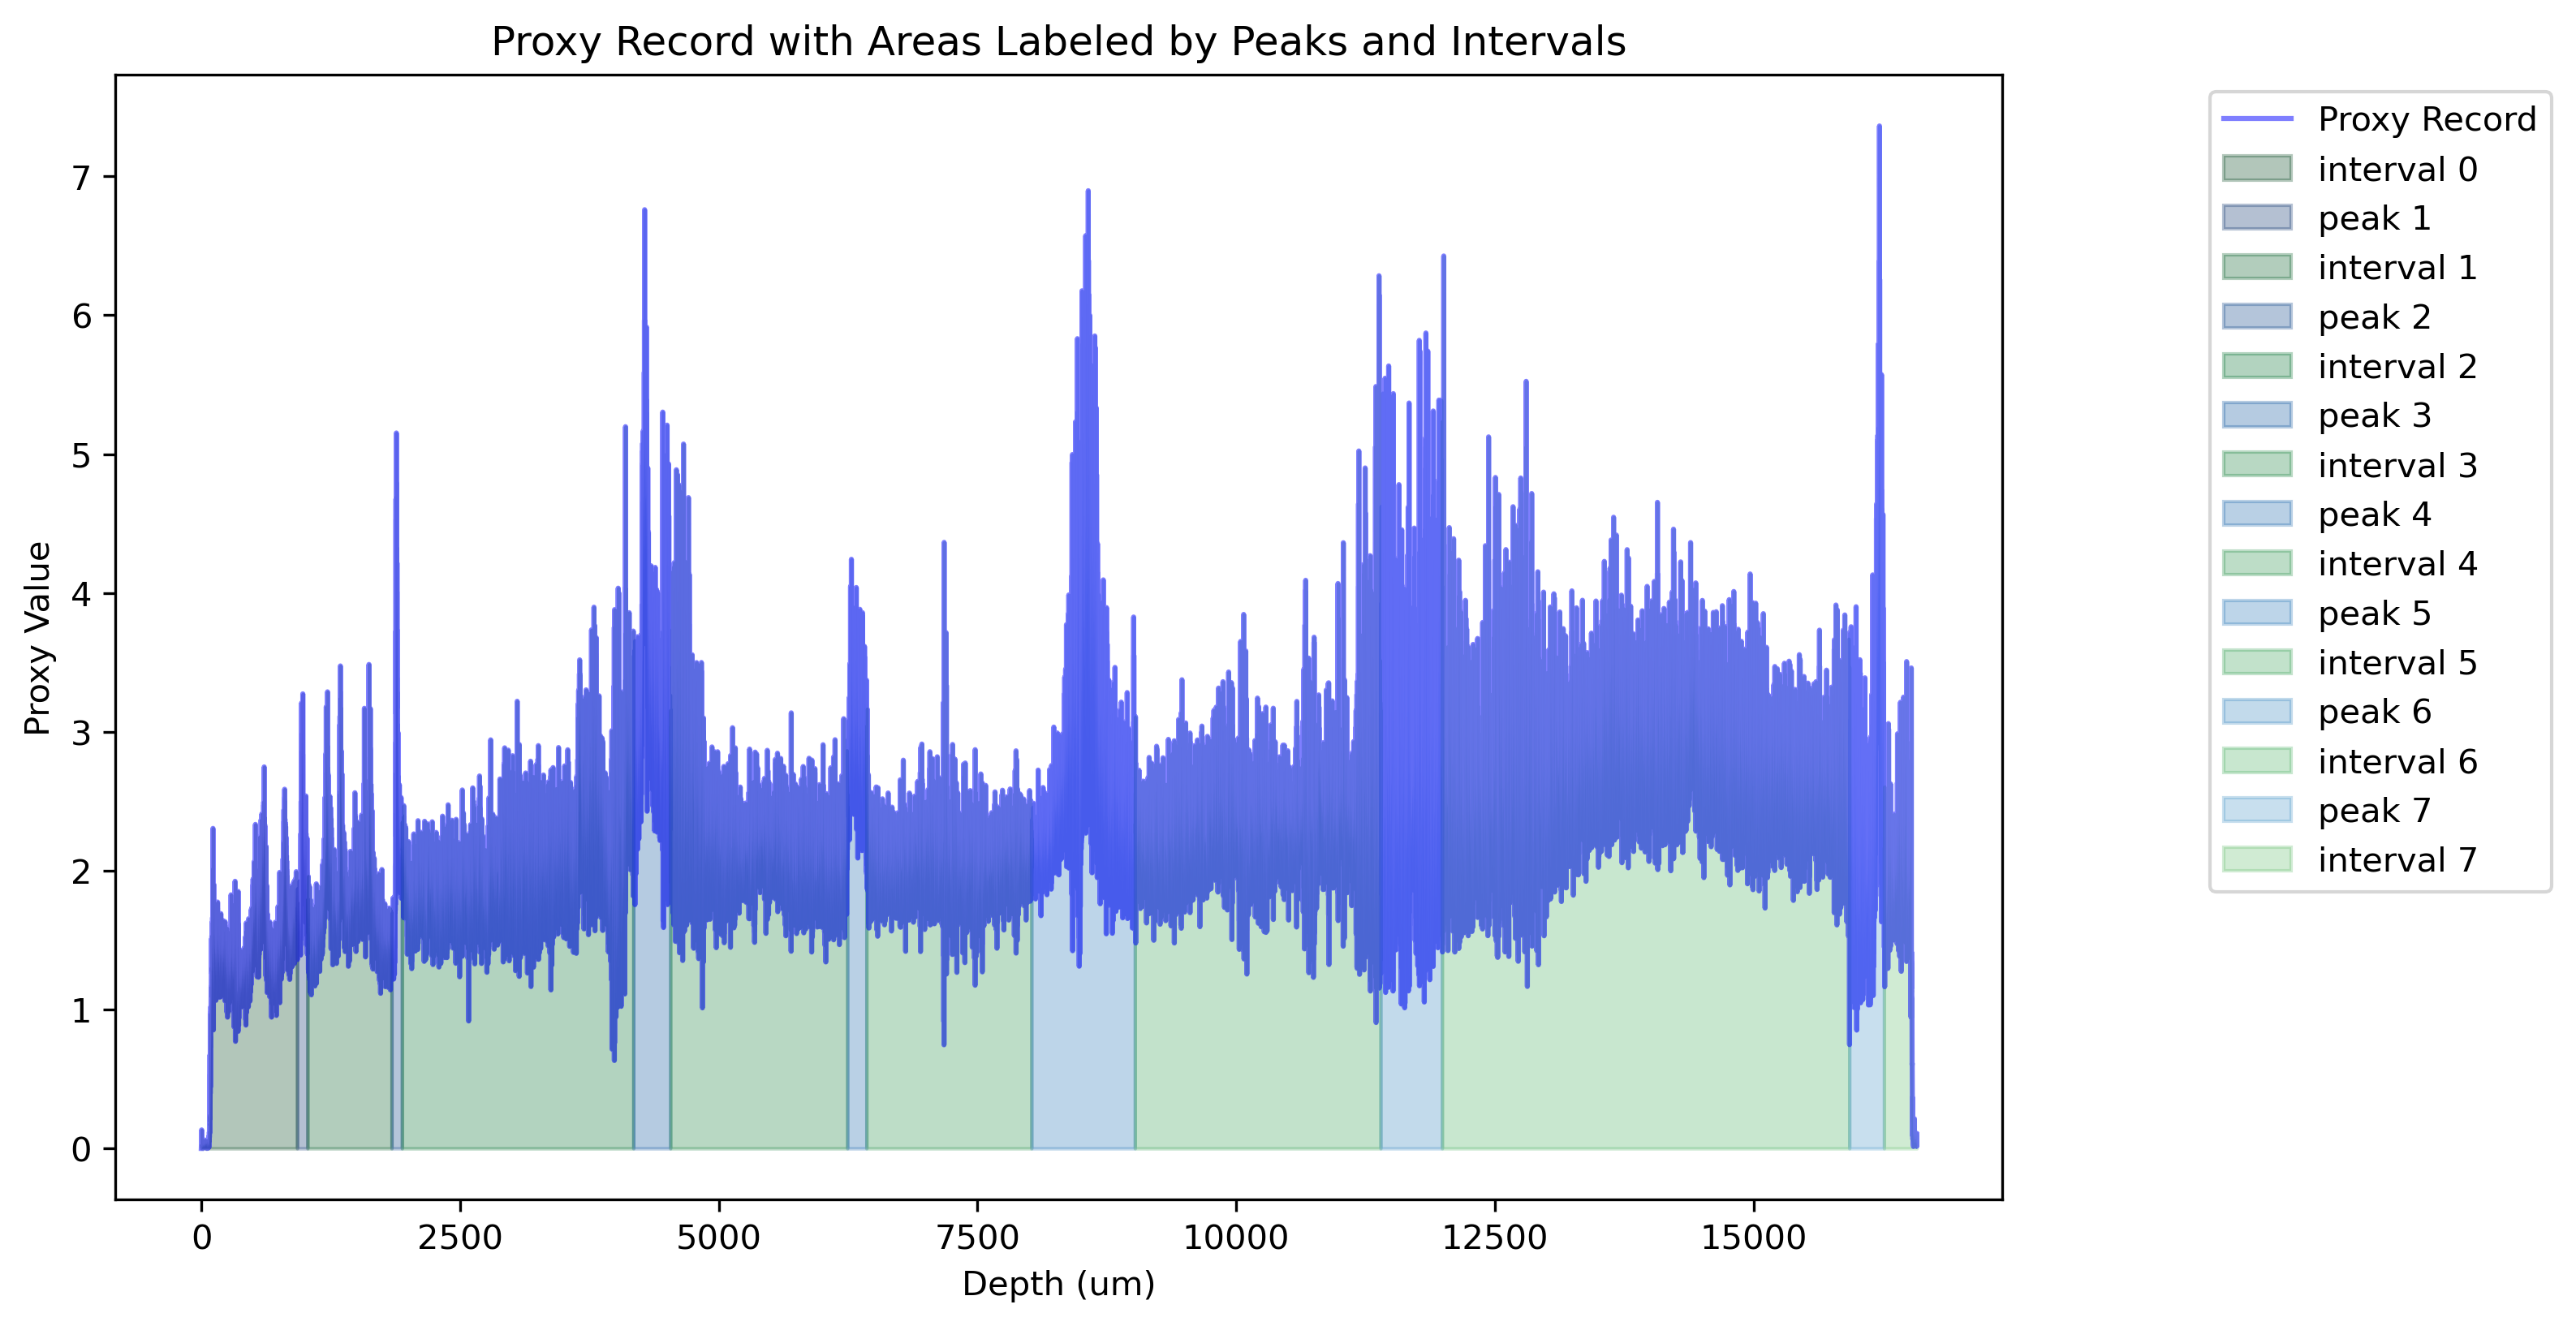 Proxy Record with Areas Labeled by Peaks and Intervals
Proxy Value
7
6
5
4
3
2
1
0
0 2500 5000 7500 10000 12500 15000
Depth (um)
Proxy Record
interval 0
peak 1
interval 1
peak 2
interval 2
peak 3
interval 3
peak 4
interval 4
peak 5
interval 5
peak 6
interval 6
peak 7
interval 7